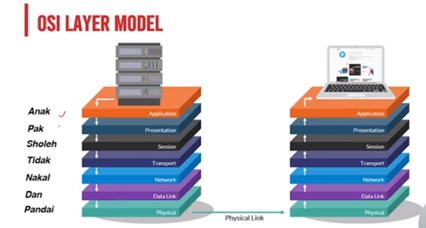 OSI LAYER MODEL
Anak
Application
Application
Pak
Presentation
Presentation
Sholeh
Session
Session
Tidak
Transport
Transport
Nakal
Network
Network
Dan
Data Link
Data Link
Pandai
Physical
Physical
Physical Link